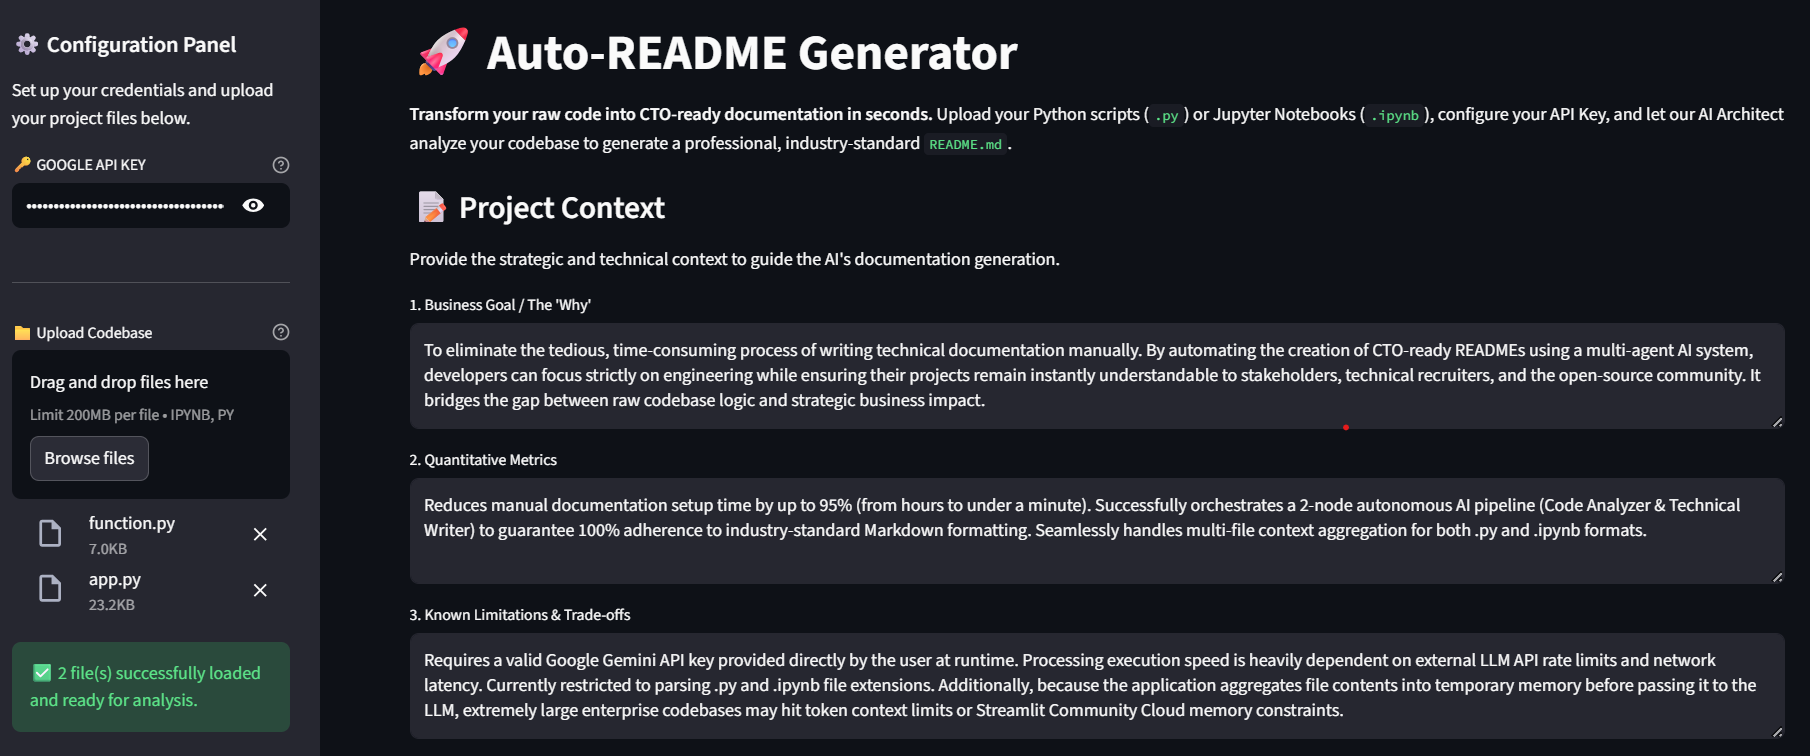 Configuration Panel
Set up your credentials and upload
your project files below.
GOOGLE API KEY
Upload Codebase
Drag and drop files here
Limit 200MB per file • IPYNB, PY
Browse files
function.py
7.0KB
app.py
23.2KB
2 file(s) successfully loaded
and ready for analysis.
Auto-README Generator
Transform your raw code into CTO-ready documentation in seconds. Upload your Python scripts ( .py ) or Jupyter Notebooks ( .ipynb ), configure your API Key, and let our AI Architect
analyze your codebase to generate a professional, industry-standard README.md .
Project Context
Provide the strategic and technical context to guide the AI's documentation generation.
1. Business Goal / The 'Why'
To eliminate the tedious, time-consuming process of writing technical documentation manually. By automating the creation of CTO-ready READMEs using a multi-agent AI system,
developers can focus strictly on engineering while ensuring their projects remain instantly understandable to stakeholders, technical recruiters, and the open-source community. It
bridges the gap between raw codebase logic and strategic business impact.
2. Quantitative Metrics
Reduces manual documentation setup time by up to 95% (from hours to under a minute). Successfully orchestrates a 2-node autonomous AI pipeline (Code Analyzer & Technical
Writer) to guarantee 100% adherence to industry-standard Markdown formatting. Seamlessly handles multi-file context aggregation for both .py and .ipynb formats.
3. Known Limitations & Trade-offs
Requires a valid Google Gemini API key provided directly by the user at runtime. Processing execution speed is heavily dependent on external LLM API rate limits and network
latency. Currently restricted to parsing .py and .ipynb file extensions. Additionally, because the application aggregates file contents into temporary memory before passing it to the
LLM, extremely large enterprise codebases may hit token context limits or Streamlit Community Cloud memory constraints.